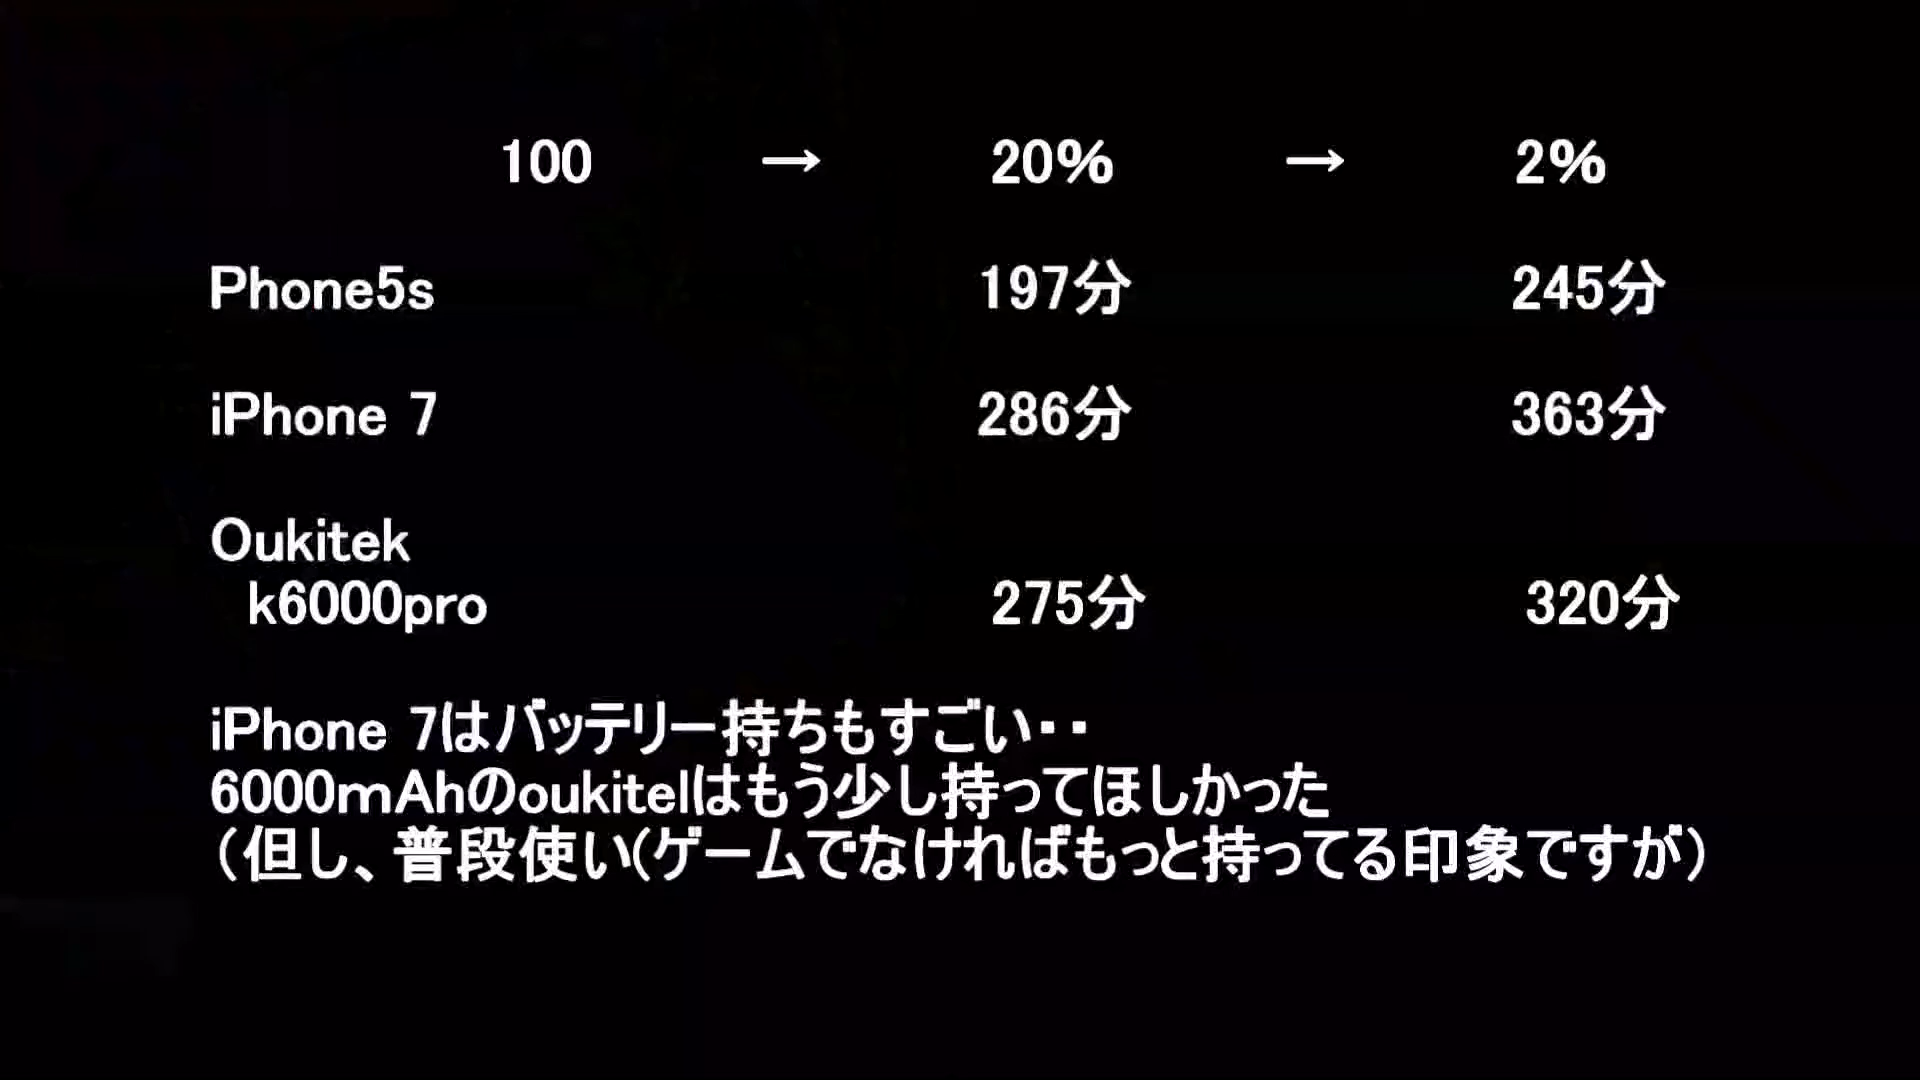 100 → 20% → 2%
Phone5s 197分 245分
iPhone 7 286分 363分
Oukitek
k6000pro 275分 320分
iPhone 7はバッテリー持ちもすごい・・
6000mAhのoukitelはもう少し持ってほしかった
（但し、普段使い(ゲームでなければもっと持ってる印象ですが）